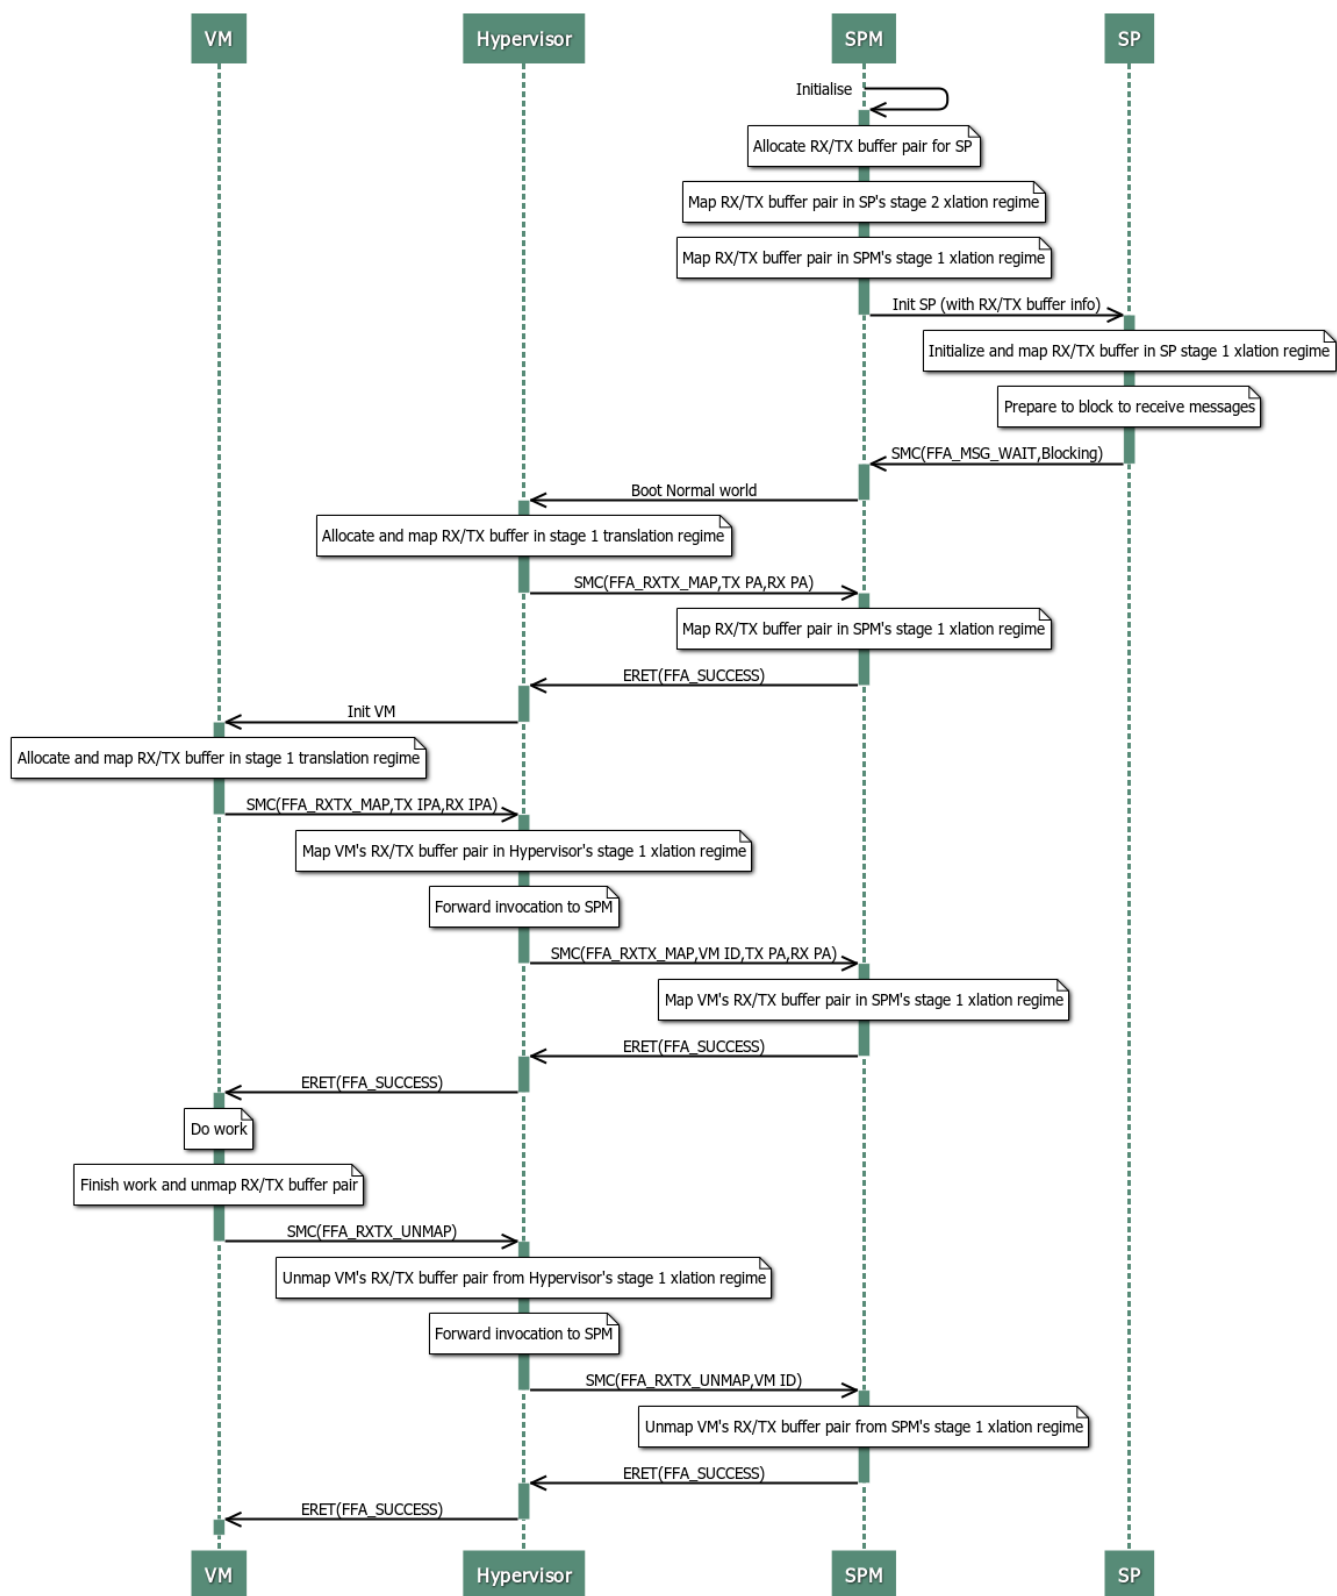 VM Hypervisor SPM SP
Initialise
Allocate RX/TX buffer pair for SP
Map RX/TX buffer pair in SP's stage 2 xlation regime
Map RX/TX buffer pair in SPM's stage 1 xlation regime
Init SP (with RX/TX buffer info)
Initialize and map RX/TX buffer in SP stage 1 xlation regime
Prepare to block to receive messages
SMC(FFA_MSG_WAIT,Blocking)
Boot Normal world
Allocate and map RX/TX buffer in stage 1 translation regime
SMC(FFA_RXTX_MAP,TX PA,RX PA)
Map RX/TX buffer pair in SPM's stage 1 xlation regime
ERET(FFA_SUCCESS)
Init VM
Allocate and map RX/TX buffer in stage 1 translation regime
SMC(FFA_RXTX_MAP,TX IPA,RX IPA)
Map VM's RX/TX buffer pair in Hypervisor's stage 1 xlation regime
Forward invocation to SPM
SMC(FFA_RXTX_MAP,VM ID,TX PA,RX PA)
Map VM's RX/TX buffer pair in SPM's stage 1 xlation regime
ERET(FFA_SUCCESS)
ERET(FFA_SUCCESS)
Do work
Finish work and unmap RX/TX buffer pair
SMC(FFA_RXTX_UNMAP)
Unmap VM's RX/TX buffer pair from Hypervisor's stage 1 xlation regime
Forward invocation to SPM
SMC(FFA_RXTX_UNMAP,VM ID)
Unmap VM's RX/TX buffer pair from SPM's stage 1 xlation regime
ERET(FFA_SUCCESS)
ERET(FFA_SUCCESS)
VM Hypervisor SPM SP